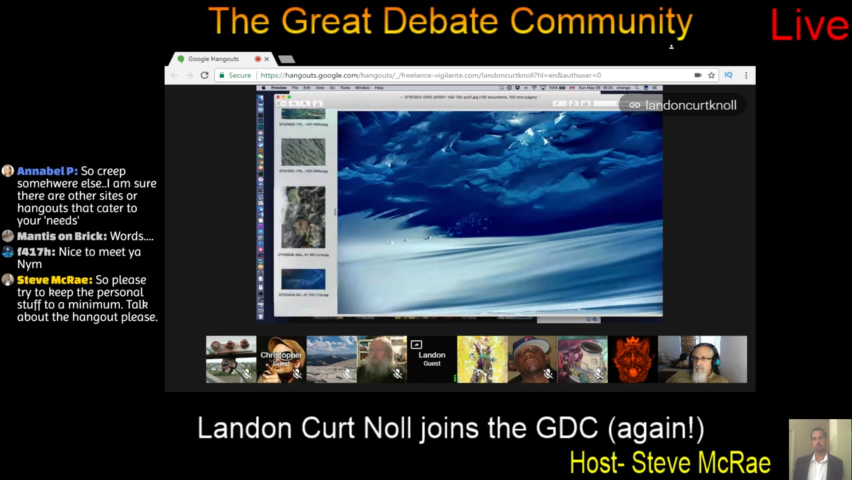 The Great Debate Community
Live
Google Hangouts
Secure
https://hangouts.google.com/hangouts/_/freelance-vigilante.com/landoncurtknoll?hl=en&authuser=0
landoncurtknoll
Annabel P: So creep
somehwere else..I am sure
there are other sites or
hangouts that cater to
your 'needs'
Mantis on Brick: Words....
f417h: Nice to meet ya
Nym
Steve McRae: So please
try to keep the personal
stuff to a minimum. Talk
about the hangout please.
Christopher
Guest
Landon
Guest
Landon Curt Noll joins the GDC (again!)
Host- Steve McRae